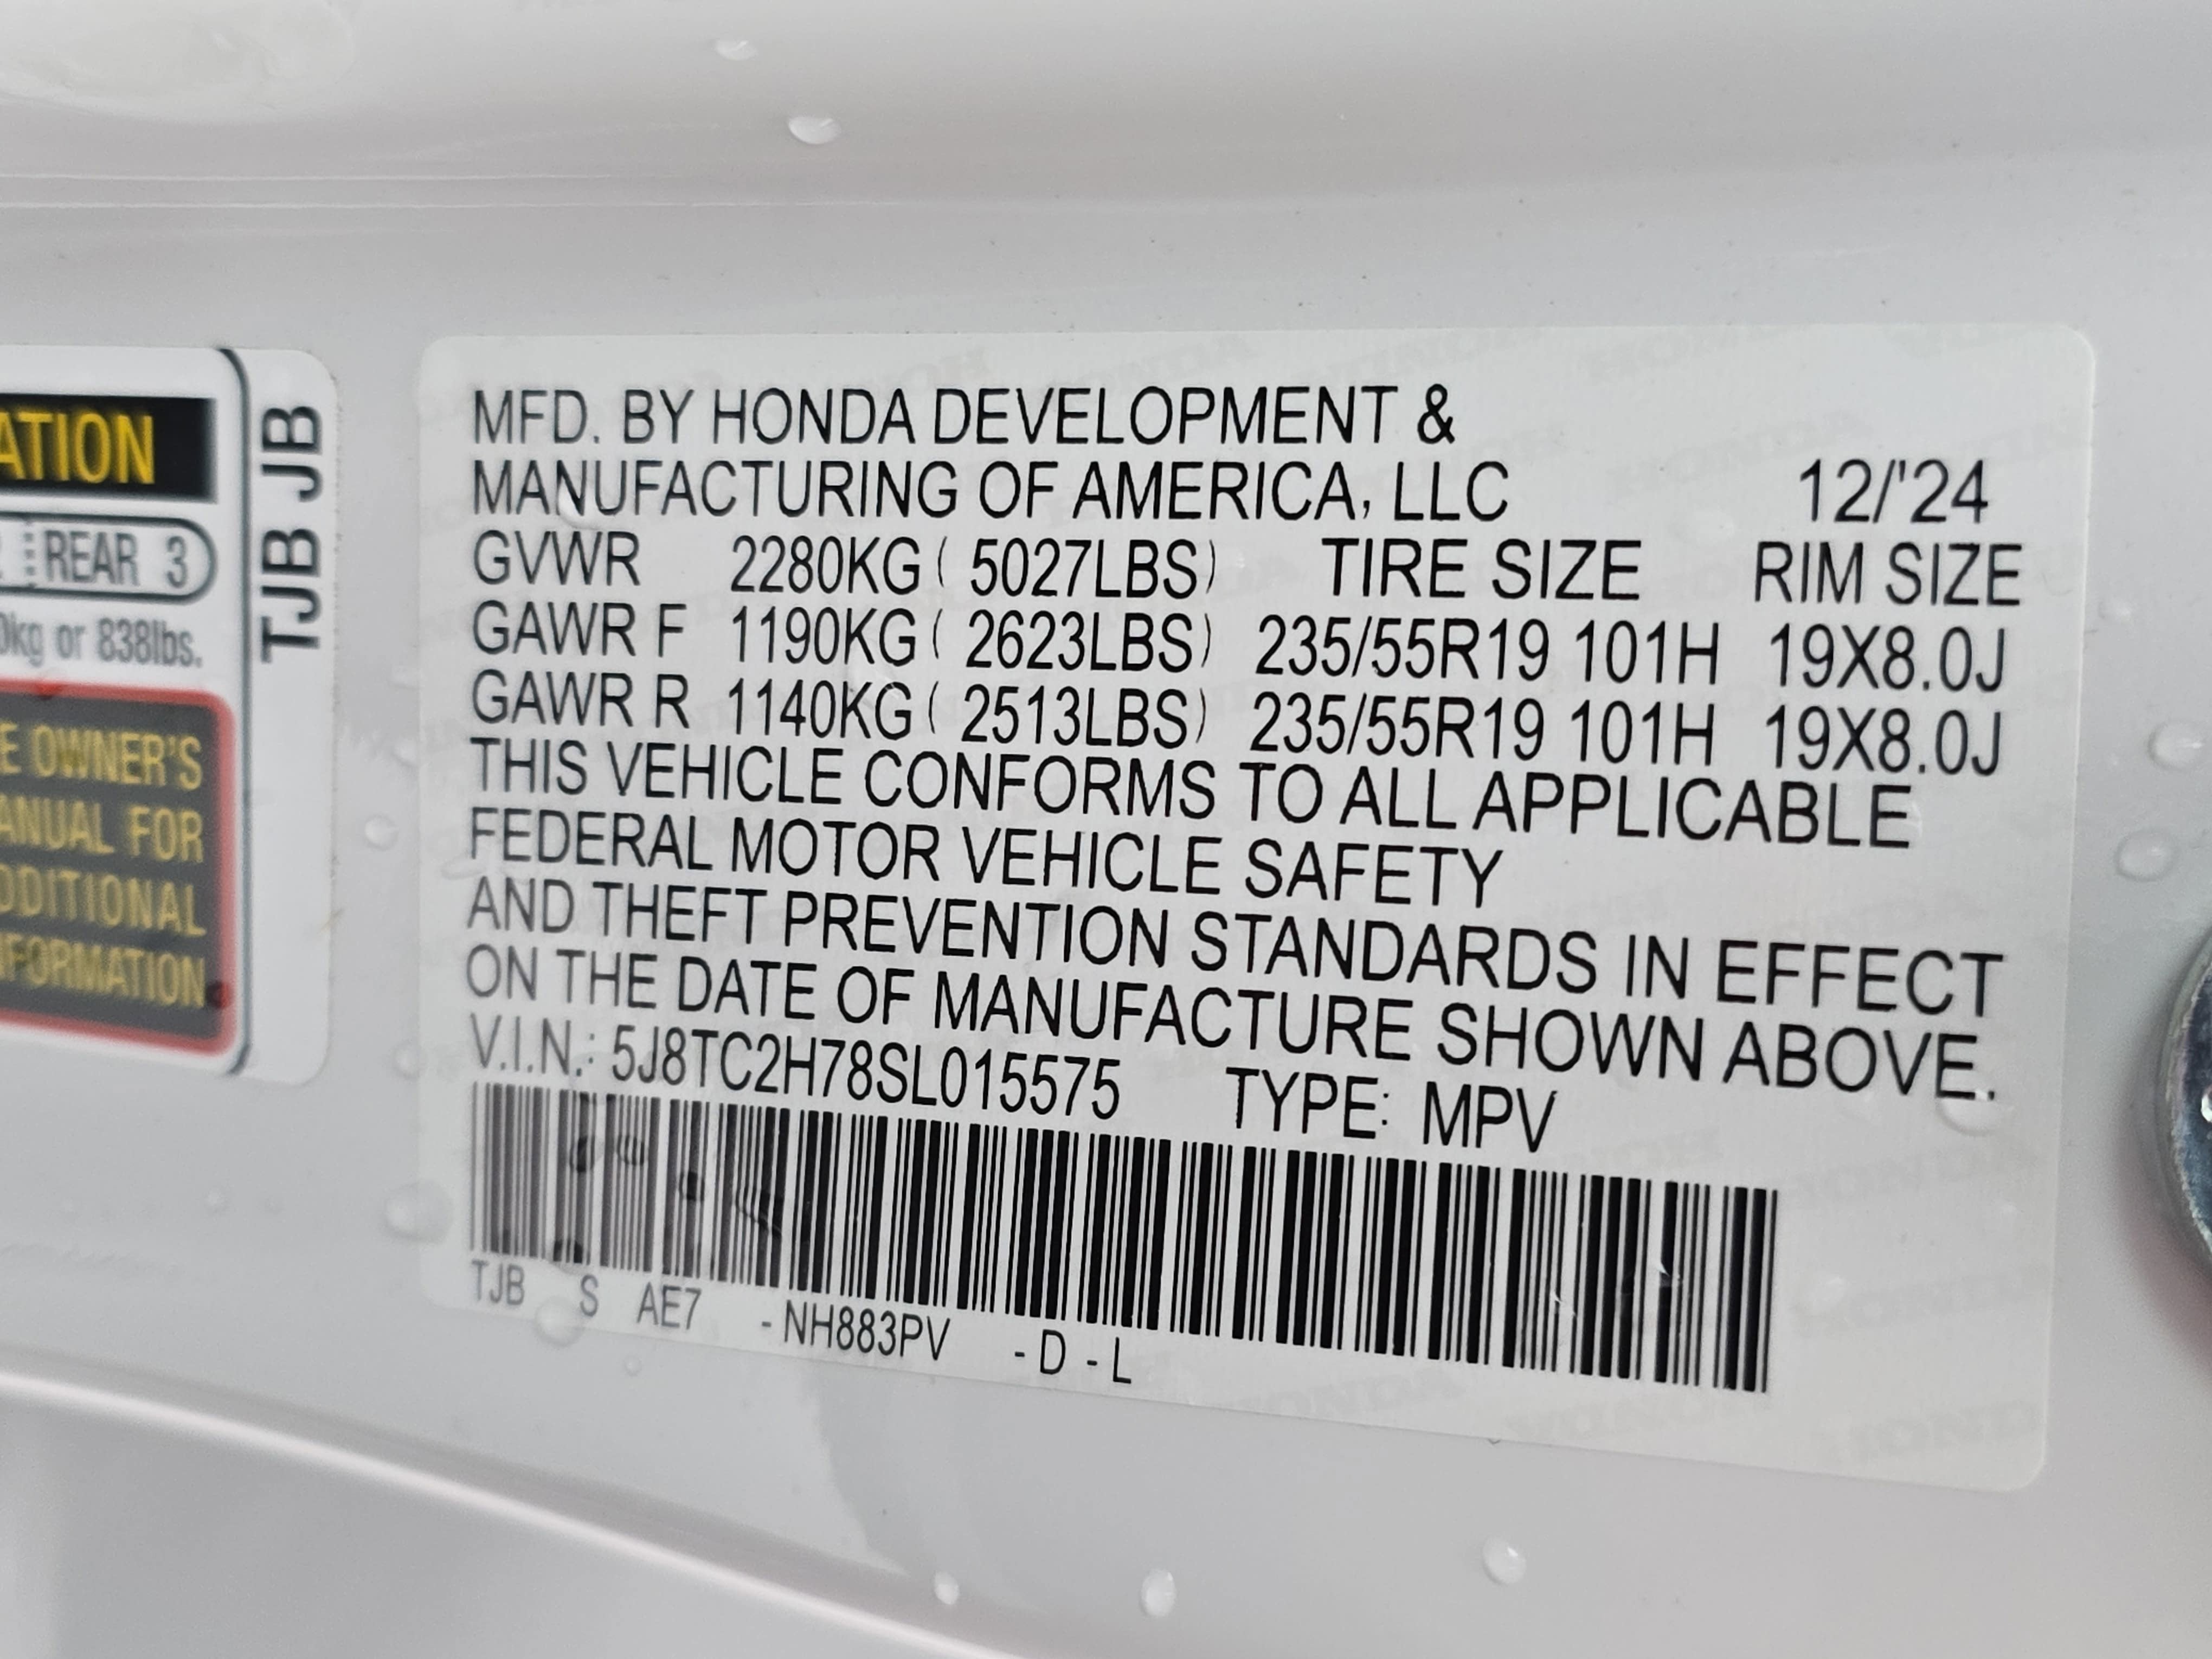 ATION
REAR 3
0kg or 838lbs.
E OWNER'S
ANUAL FOR
DDITIONAL
NFORMATION
TJB JB
MFD. BY HONDA DEVELOPMENT &
MANUFACTURING OF AMERICA, LLC 12/'24
GVWR 2280KG ( 5027LBS) TIRE SIZE RIM SIZE
GAWR F 1190KG ( 2623LBS) 235/55R19 101H 19X8.0J
GAWR R 1140KG ( 2513LBS) 235/55R19 101H 19X8.0J
THIS VEHICLE CONFORMS TO ALL APPLICABLE
FEDERAL MOTOR VEHICLE SAFETY
AND THEFT PREVENTION STANDARDS IN EFFECT
ON THE DATE OF MANUFACTURE SHOWN ABOVE.
V.I.N.: 5J8TC2H78SL015575 TYPE: MPV
TJB S AE7 -NH883PV -D -L